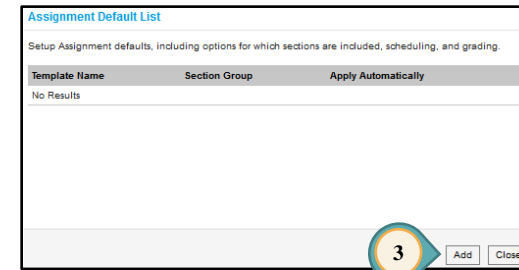 Assignment Default List
Setup Assignment defaults, including options for which sections are included, scheduling, and grading.
Template Name Section Group Apply Automatically
No Results
3 Add Close